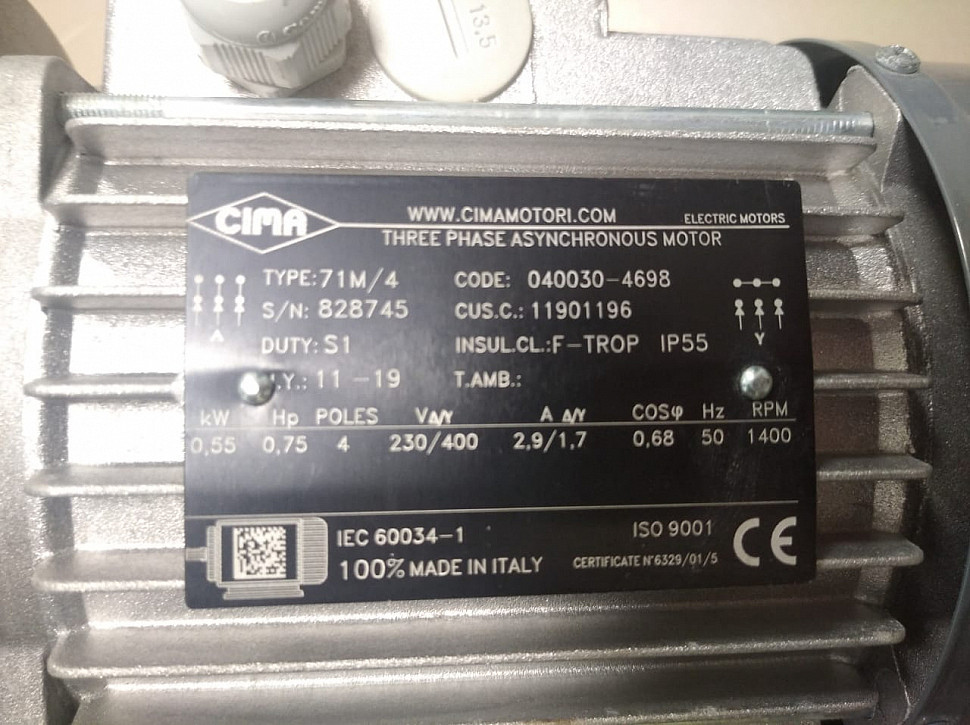 13.5
CIMA
WWW.CIMAMOTORI.COM ELECTRIC MOTORS
THREE PHASE ASYNCHRONOUS MOTOR
TYPE:71M/4 CODE: 040030-4698
S/N: 828745 CUS.C.: 11901196
DUTY: S1 INSUL.CL.:F-TROP IP55
.Y.: 11-19 T.AMB.:
Δ Y
kW Hp POLES VΔ/Y A Δ/Y COSφ Hz RPM
0,55 0,75 4 230/400 2,9/1,7 0,68 50 1400
IEC 60034-1 ISO 9001 CE
100% MADE IN ITALY CERTIFICATE N°6329/01/5